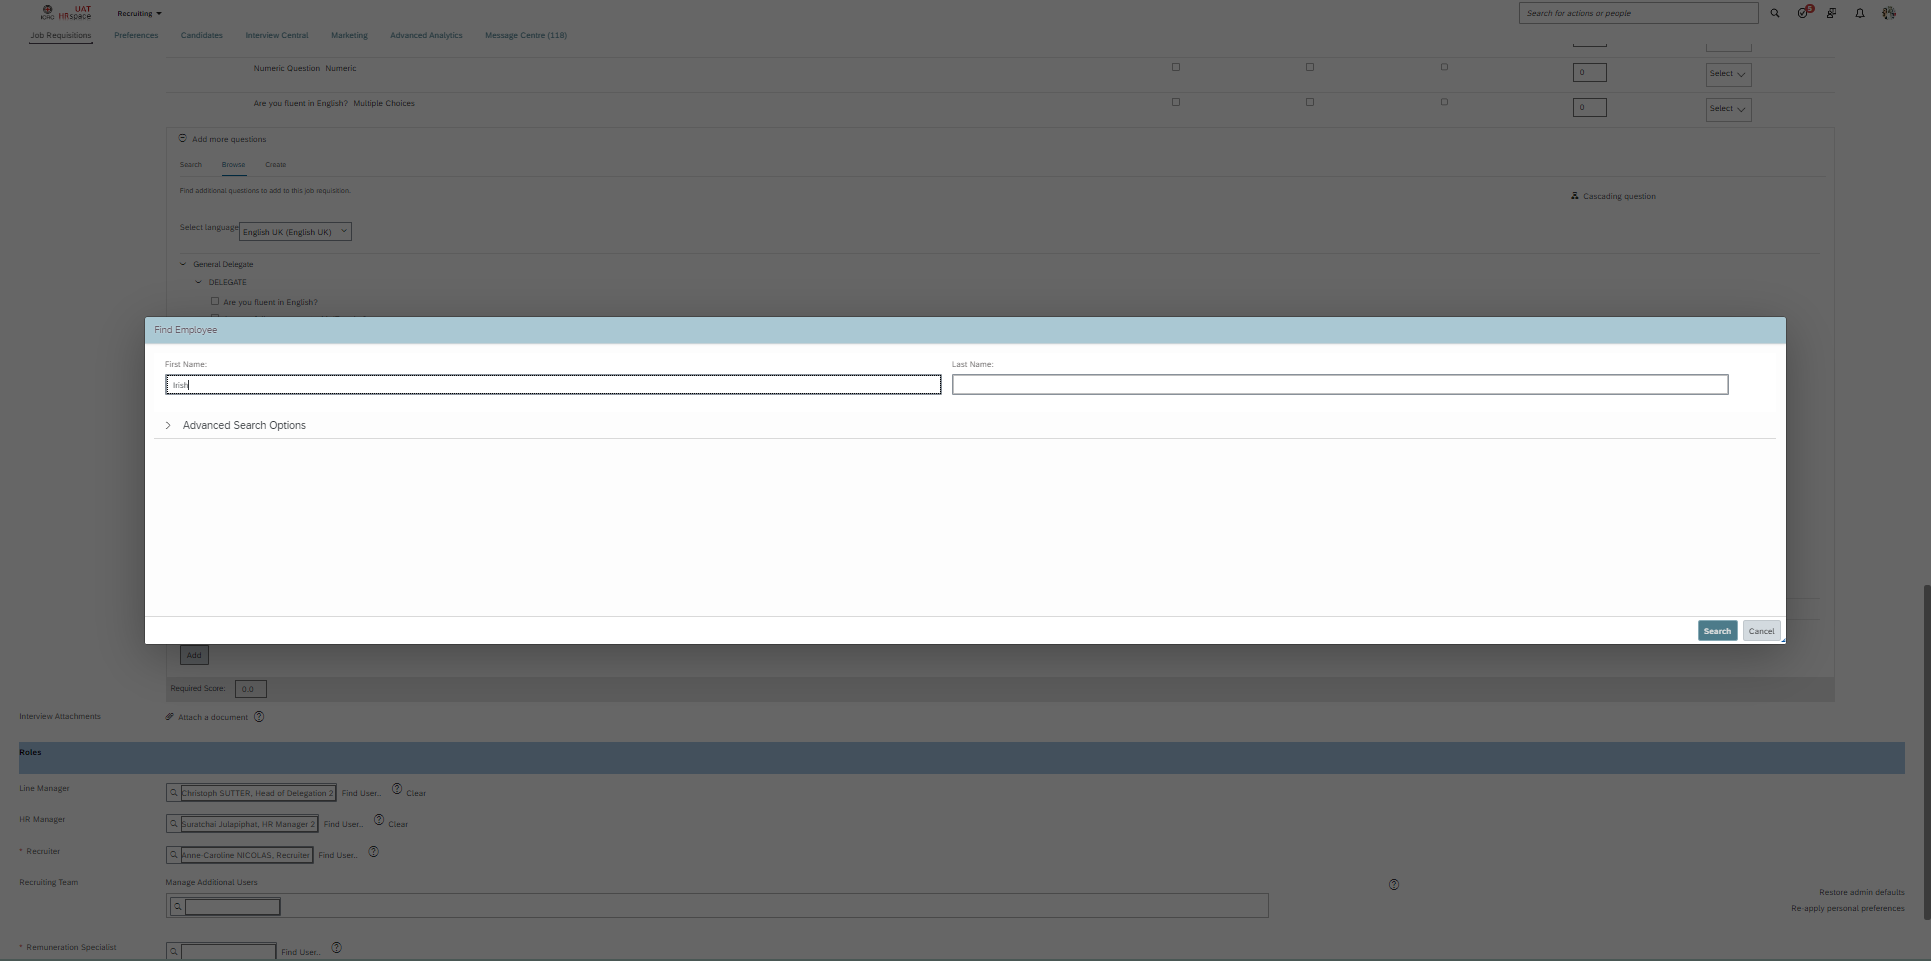 UAT
ICRC HRspace
Recruiting
Search for actions or people
5
Job Requisitions Preferences Candidates Interview Central Marketing Advanced Analytics Message Centre (118)
Numeric Question Numeric 0 Select
Are you fluent in English? Multiple Choices 0 Select
Add more questions
Search Browse Create
Find additional questions to add to this job requisition.
Cascading question
Select language English UK (English UK)
General Delegate
DELEGATE
Are you fluent in English?
Find Employee
First Name: Last Name:
Irish
Advanced Search Options
Search Cancel
Add
Required Score: 0.0
Interview Attachments Attach a document
Roles
Line Manager Christoph SUTTER, Head of Delegation 2 Find User... Clear
HR Manager Suratchai Julapiphat, HR Manager 2 Find User... Clear
* Recruiter Anne-Caroline NICOLAS, Recruiter Find User...
Recruiting Team Manage Additional Users
Restore admin defaults
Re-apply personal preferences
* Remuneration Specialist Find User...